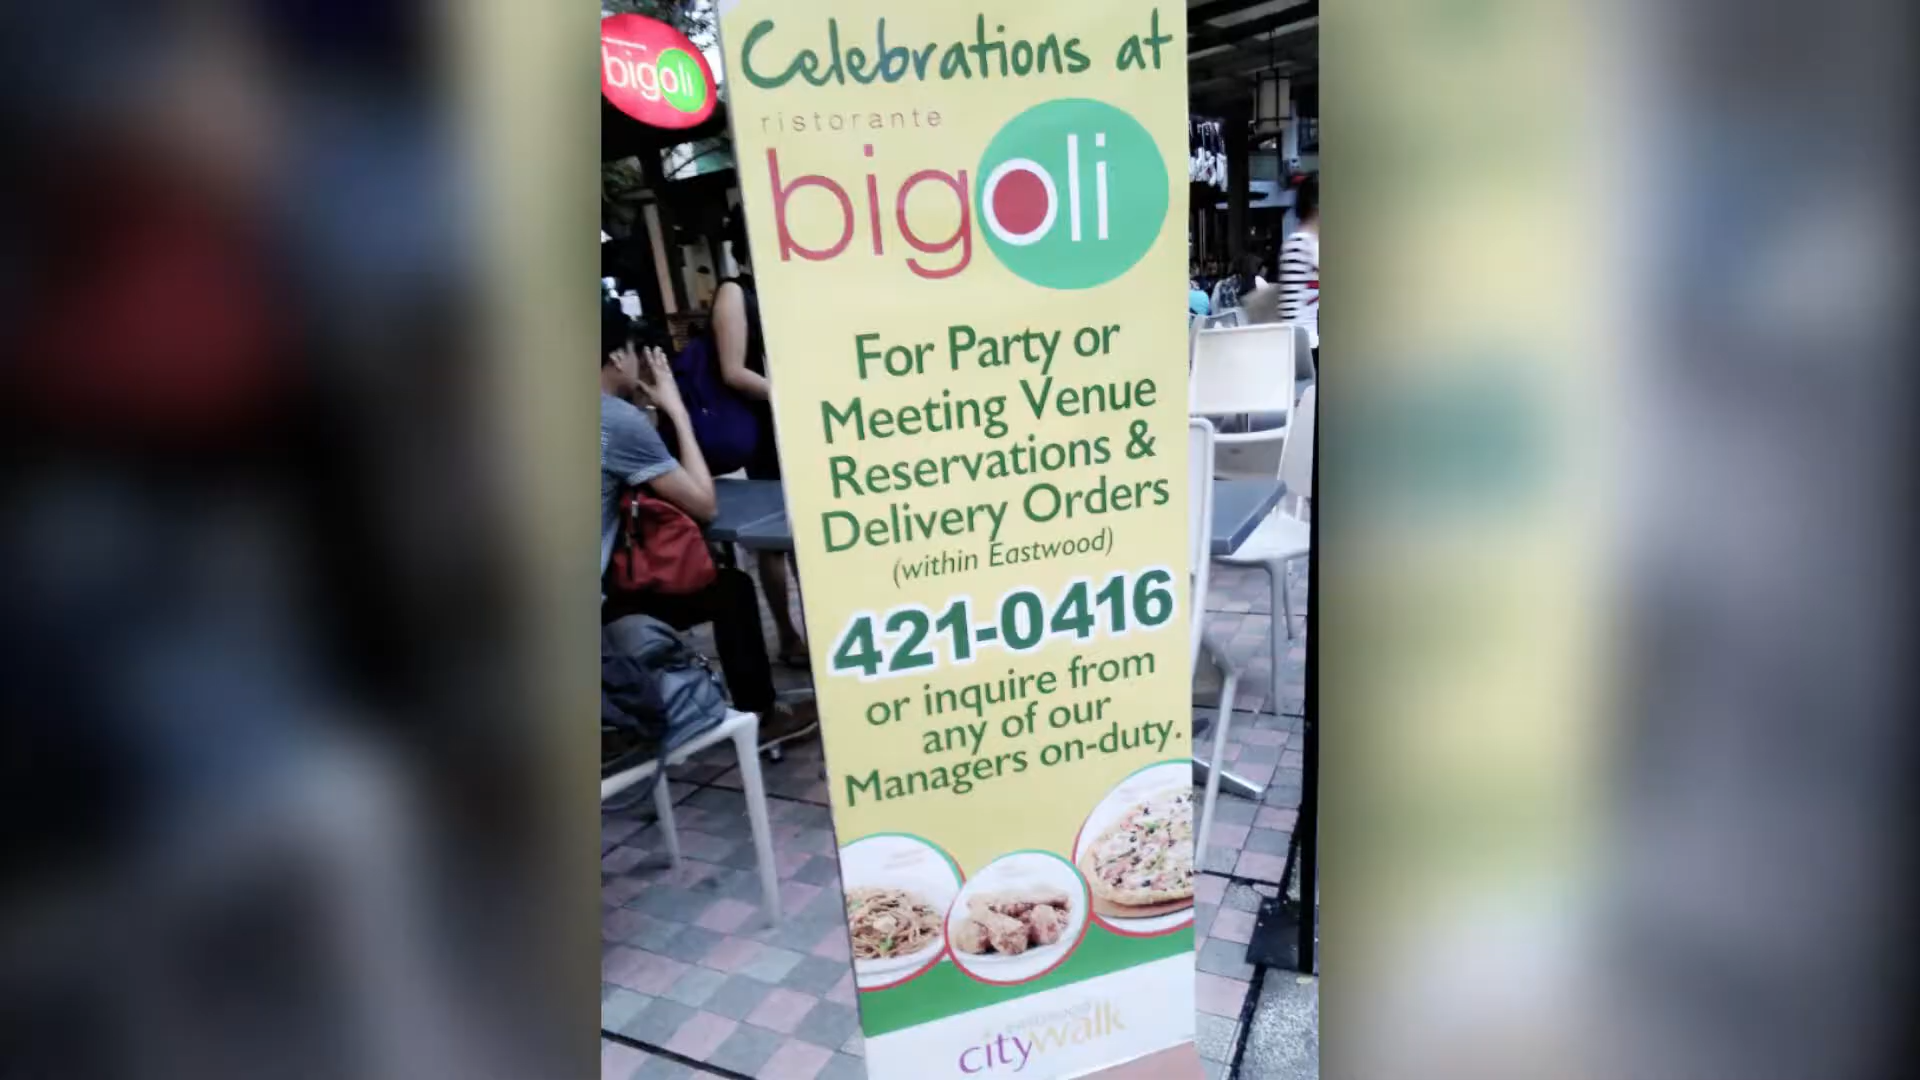 bigoli
Celebrations at
ristorante
bigoli
For Party or
Meeting Venue
Reservations &
Delivery Orders
(within Eastwood)
421-0416
or inquire from
any of our
Managers on-duty.
citywalk